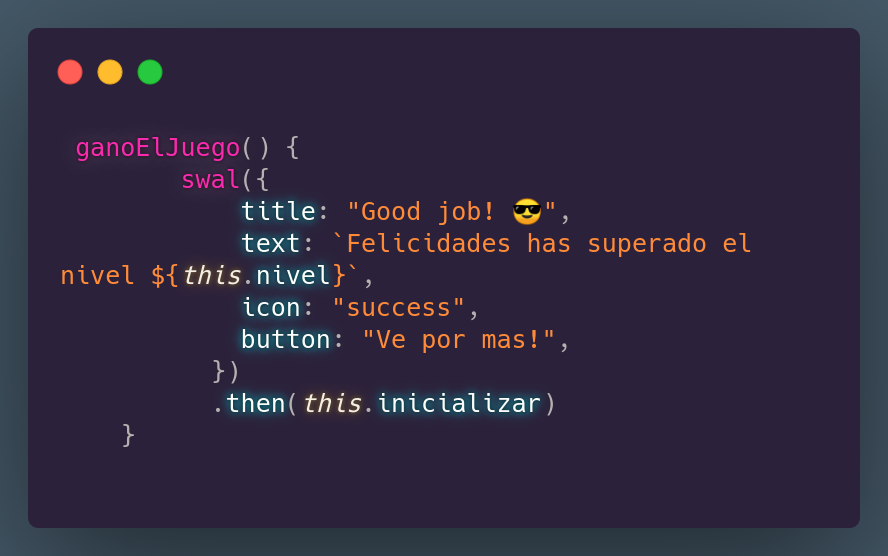 ganoElJuego() {
swal({
title: "Good job! 😎",
text: `Felicidades has superado el
nivel ${this.nivel}`,
icon: "success",
button: "Ve por mas!",
})
.then(this.inicializar)
}